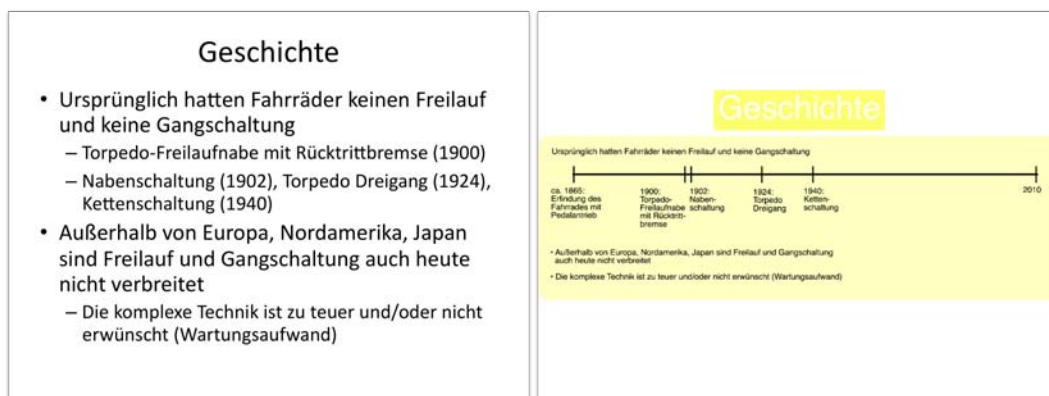 Geschichte
• Ursprünglich hatten Fahrräder keinen Freilauf
und keine Gangschaltung
– Torpedo-Freilaufnabe mit Rücktrittbremse (1900)
– Nabenschaltung (1902), Torpedo Dreigang (1924),
Kettenschaltung (1940)
• Außerhalb von Europa, Nordamerika, Japan
sind Freilauf und Gangschaltung auch heute
nicht verbreitet
– Die komplexe Technik ist zu teuer und/oder nicht
erwünscht (Wartungsaufwand)
Geschichte
Ursprünglich hatten Fahrräder keinen Freilauf und keine Gangschaltung
ca. 1865:
Erfindung des
Fahrrades mit
Pedalantrieb
1900:
Torpedo-
Freilaufnabe
mit Rücktritt-
bremse
1902:
Naben-
schaltung
1924:
Torpedo
Dreigang
1940:
Ketten-
schaltung
2010
• Außerhalb von Europa, Nordamerika, Japan sind Freilauf und Gangschaltung
auch heute nicht verbreitet
• Die komplexe Technik ist zu teuer und/oder nicht erwünscht (Wartungsaufwand)